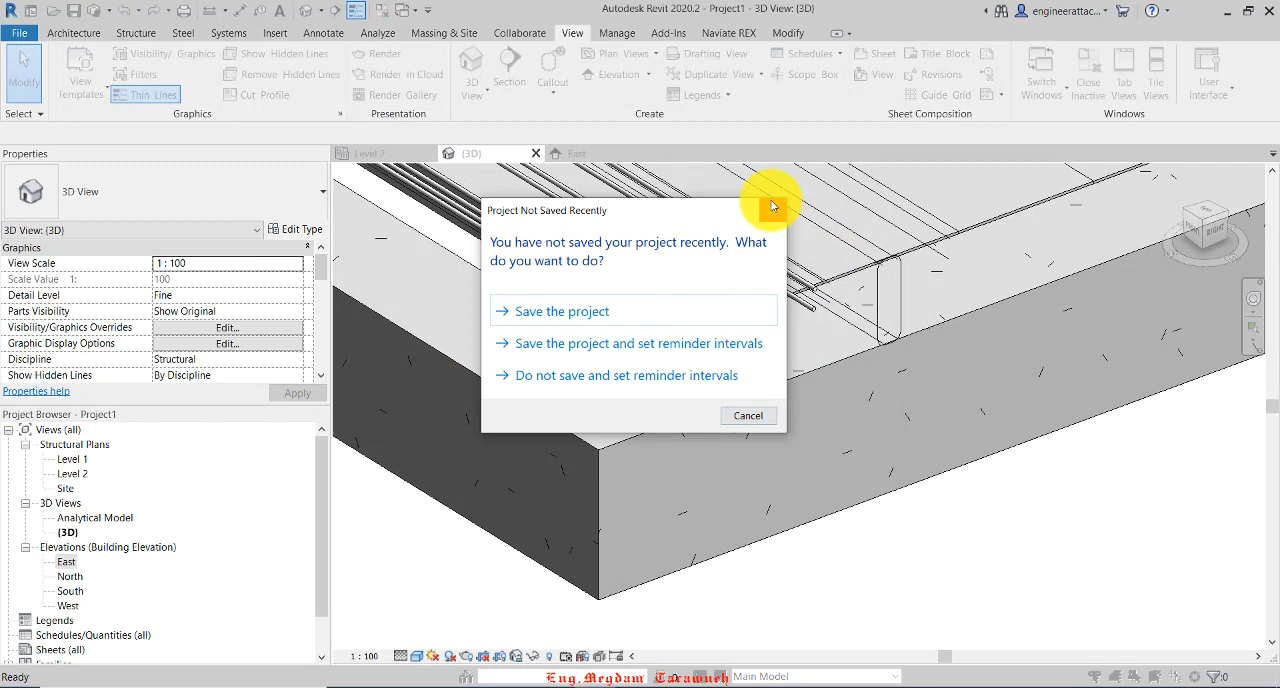 Autodesk Revit 2020.2 - Project1 - 3D View: {3D}
engineerattac...
File Architecture Structure Steel Systems Insert Annotate Analyze Massing & Site Collaborate View Manage Add-Ins Navate REX Modify
Modify
View Templates
Visibility/ Graphics
Filters
Thin Lines
Show Hidden Lines
Remove Hidden Lines
Cut Profile
Render
Render in Cloud
Render Gallery
3D View
Section
Callout
Plan Views
Elevation
Drafting View
Duplicate View
Legends
Schedules
Scope Box
Sheet
View
Title Block
Revisions
Guide Grid
Switch Windows
Close Inactive
Tab Views
Tile Views
User Interface
Select
Graphics
Presentation
Create
Sheet Composition
Windows
Properties
3D View
3D View: {3D}
Edit Type
Graphics
View Scale 1 : 100
Scale Value 1: 100
Detail Level Fine
Parts Visibility Show Original
Visibility/Graphics Overrides Edit...
Graphic Display Options Edit...
Discipline Structural
Show Hidden Lines By Discipline
Properties help
Apply
Project Browser - Project1
Views (all)
Structural Plans
Level 1
Level 2
Site
3D Views
Analytical Model
{3D}
Elevations (Building Elevation)
East
North
South
West
Legends
Schedules/Quantities (all)
Sheets (all)
Level 2
{3D}
East
RIGHT
Project Not Saved Recently
You have not saved your project recently. What
do you want to do?
Save the project
Save the project and set reminder intervals
Do not save and set reminder intervals
Cancel
1 : 100
Ready
Eng.Megdam Tarawneh
Main Model
:0